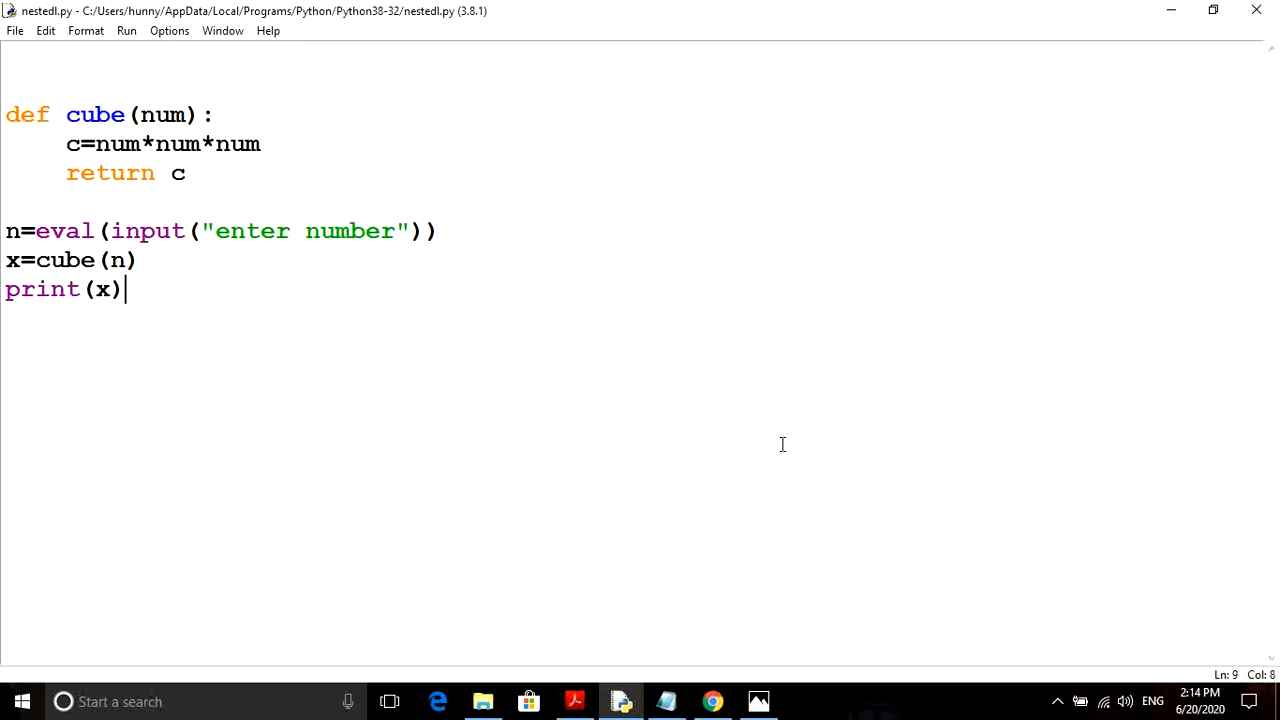 nestedl.py - C:/Users/hunny/AppData/Local/Programs/Python/Python38-32/nestedl.py (3.8.1)
File Edit Format Run Options Window Help
def cube(num):
    c=num*num*num
    return c
n=eval(input("enter number"))
x=cube(n)
print(x)
Ln: 9 Col: 8
Start a search
ENG
2:14 PM
6/20/2020